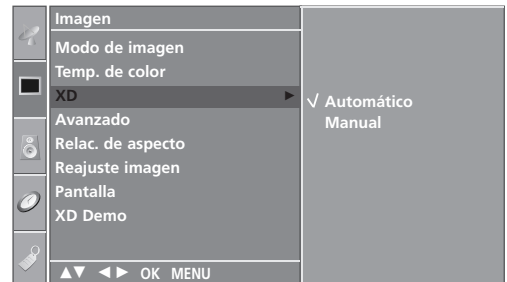 Imagen
Modo de imagen
Temp. de color
XD ►
Avanzado
Relac. de aspecto
Reajuste imagen
Pantalla
XD Demo
√ Automático
Manual
▲▼ ◄► OK MENU